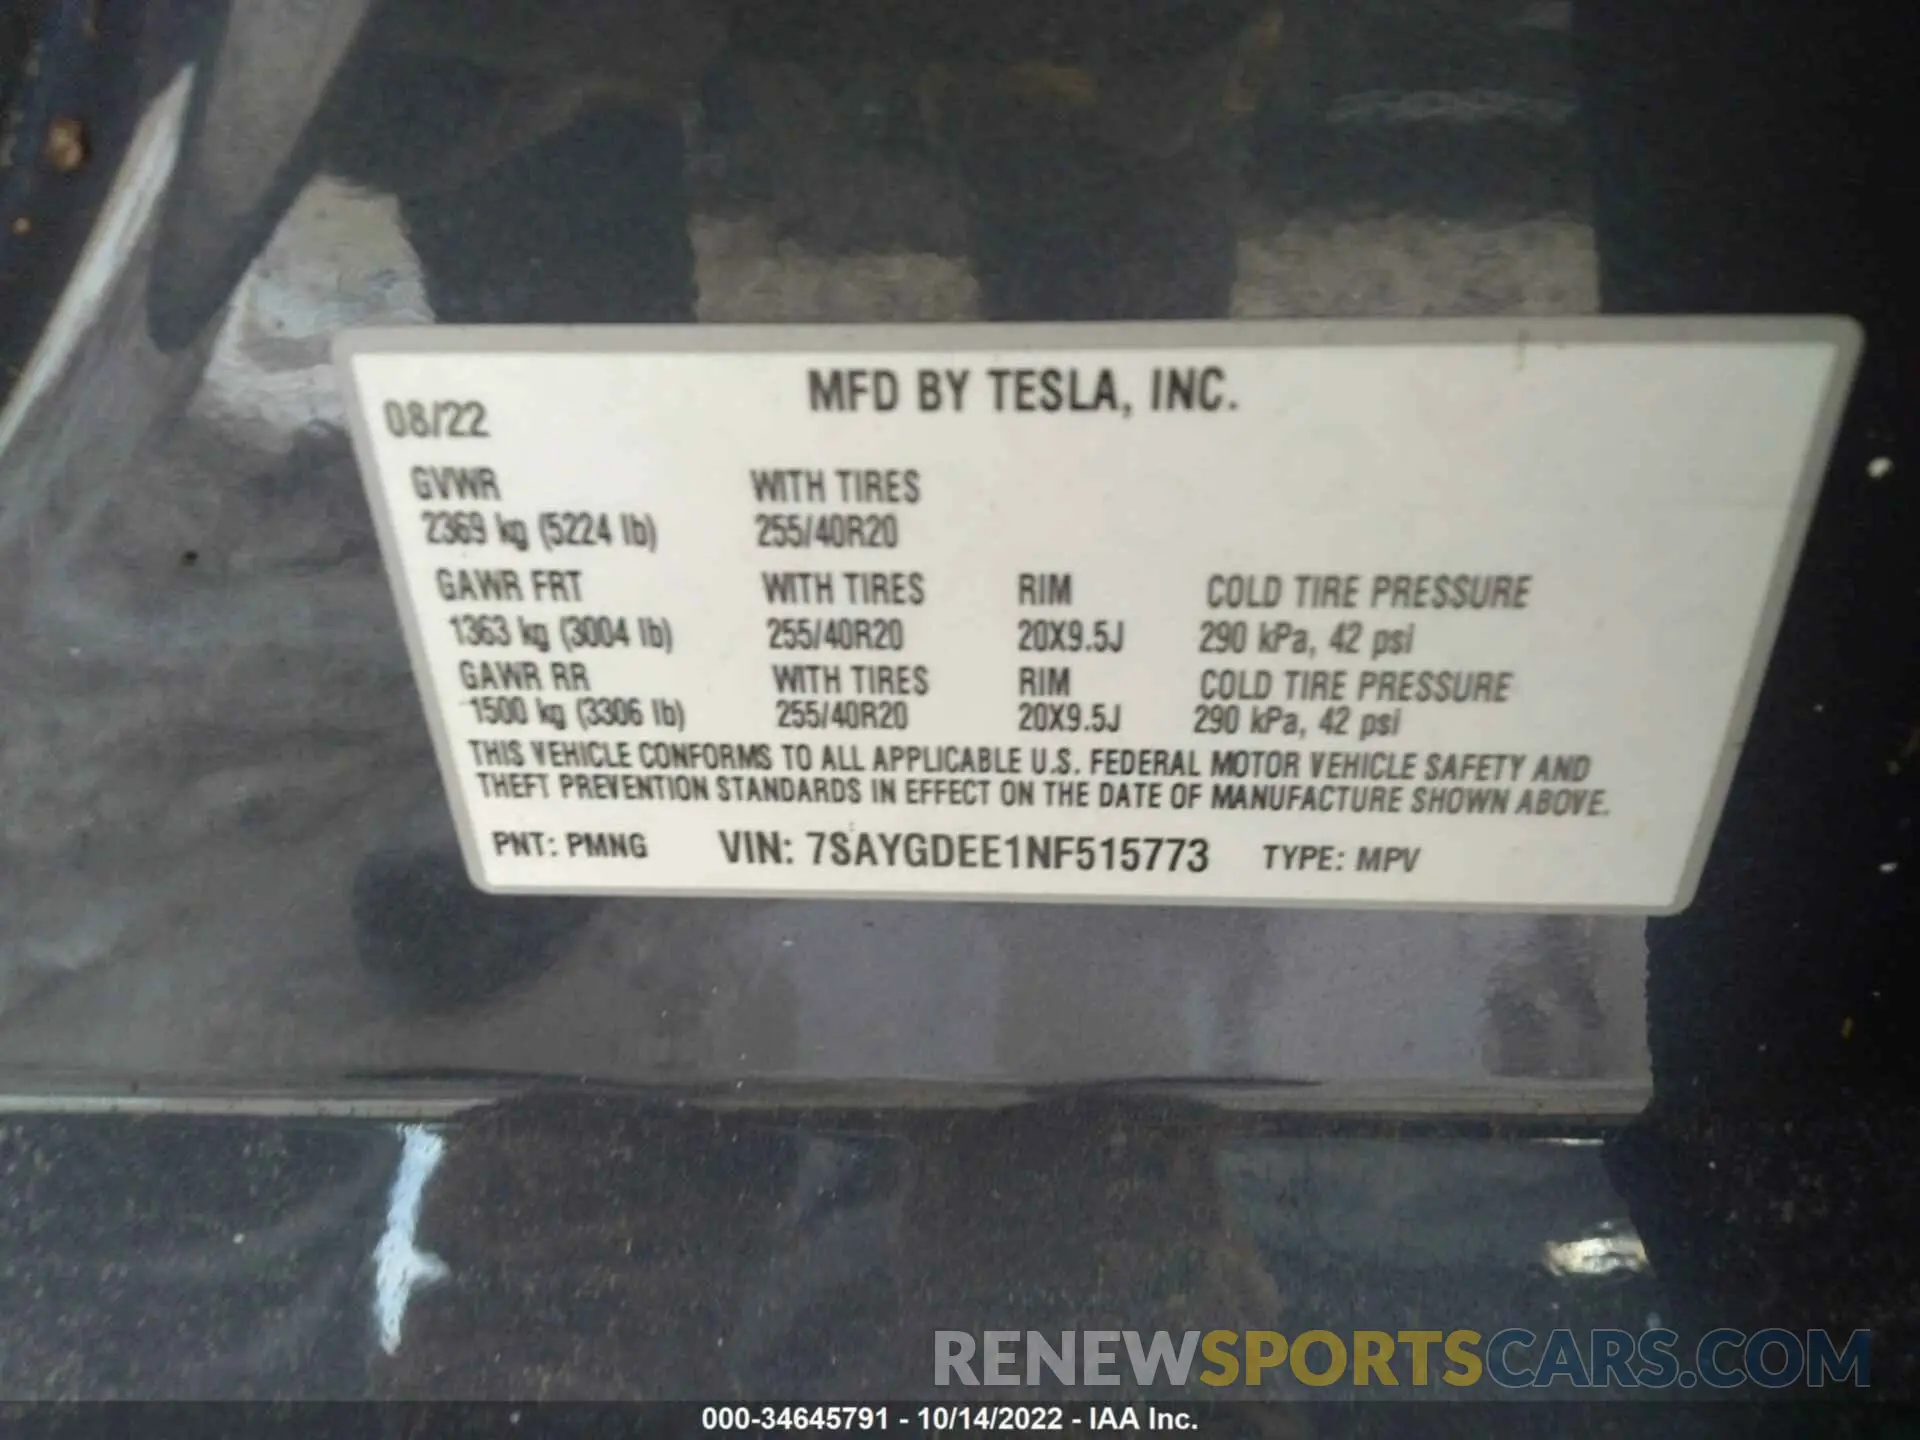 MFD BY TESLA, INC.
08/22
GVWR WITH TIRES
2369 kg (5224 lb) 255/40R20
GAWR FRT WITH TIRES RIM COLD TIRE PRESSURE
1363 kg (3004 lb) 255/40R20 20X9.5J 290 kPa, 42 psi
GAWR RR WITH TIRES RIM COLD TIRE PRESSURE
1500 kg (3306 lb) 255/40R20 20X9.5J 290 kPa, 42 psi
THIS VEHICLE CONFORMS TO ALL APPLICABLE U.S. FEDERAL MOTOR VEHICLE SAFETY AND
THEFT PREVENTION STANDARDS IN EFFECT ON THE DATE OF MANUFACTURE SHOWN ABOVE.
PNT: PMNG VIN: 7SAYGDEE1NF515773 TYPE: MPV
RENEWSPORTSCARS.COM
000-34645791 - 10/14/2022 - IAA Inc.